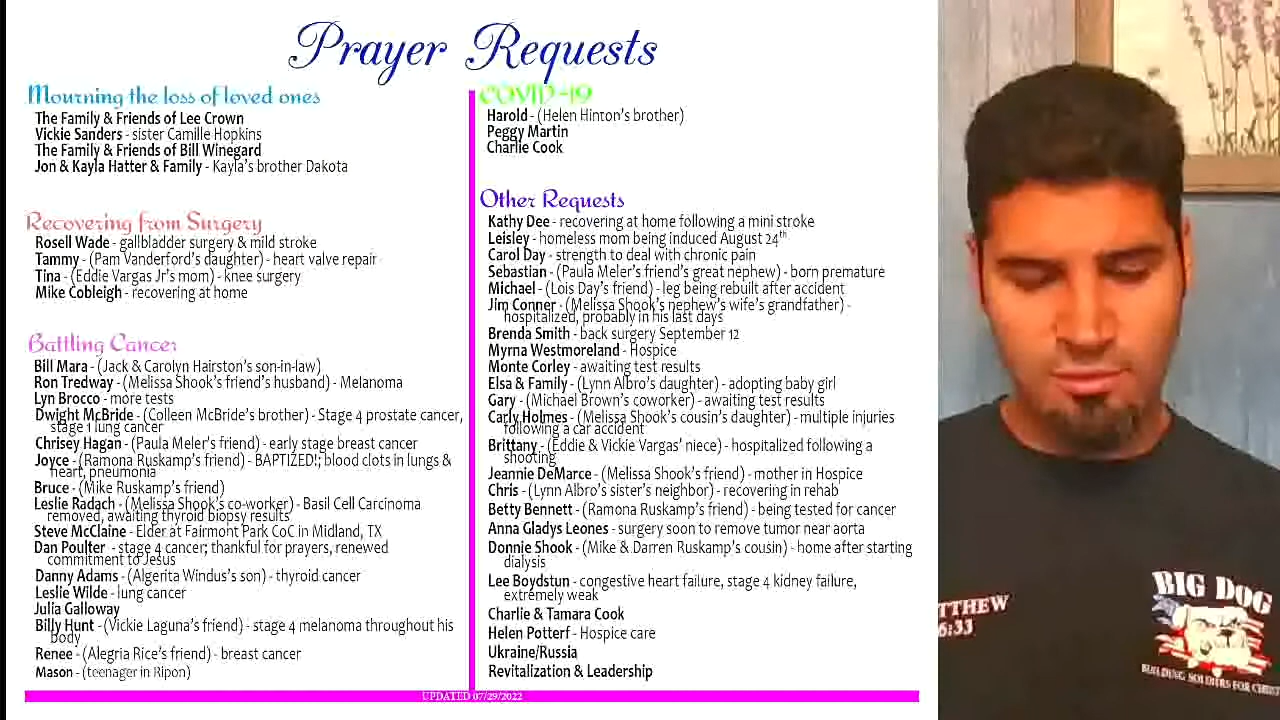 Prayer Requests
Mourning the loss of loved ones
The Family & Friends of Lee Crown
Vickie Sanders - sister Camille Hopkins
The Family & Friends of Bill Winegard
Jon & Kayla Hatter & Family - Kayla's brother Dakota
Recovering from Surgery
Rosell Wade - gallbladder surgery & mild stroke
Tammy - (Pam Vanderford's daughter) - heart valve repair
Tina - (Eddie Vargas Jr's mom) - knee surgery
Mike Cobleigh - recovering at home
Battling Cancer
Bill Mara - (Jack & Carolyn Hairston's son-in-law)
Ron Tredway - (Melissa Shook's friend's husband) - Melanoma
Lyn Brocco - more tests
Dwight McBride - (Colleen McBride's brother) - Stage 4 prostate cancer,
stage 1 lung cancer
Chrisey Hagan - (Paula Meler's friend) - early stage breast cancer
Joyce - (Ramona Ruskamp's friend) - BAPTIZED!; blood clots in lungs &
heart, pneumonia
Bruce - (Mike Ruskamp's friend)
Leslie Radach - (Melissa Shook's co-worker) - Basil Cell Carcinoma
removed, awaiting thyroid biopsy results
Steve McClaine - Elder at Fairmont Park CoC in Midland, TX
Dan Poulter - stage 4 cancer; thankful for prayers, renewed
commitment to Jesus
Danny Adams - (Algerita Windus's son) - thyroid cancer
Leslie Wilde - lung cancer
Julia Galloway
Billy Hunt - (Vickie Laguna's friend) - stage 4 melanoma throughout his
body
Renee - (Alegria Rice's friend) - breast cancer
Mason - (teenager in Ripon)
COVID-19
Harold - (Helen Hinton's brother)
Peggy Martin
Charlie Cook
Other Requests
Kathy Dee - recovering at home following a mini stroke
Leisley - homeless mom being induced August 24th
Carol Day - strength to deal with chronic pain
Sebastian - (Paula Meler's friend's great nephew) - born premature
Michael - (Lois Day's friend) - leg being rebuilt after accident
Jim Conner - (Melissa Shook's nephew's wife's grandfather) -
hospitalized, probably in his last days
Brenda Smith - back surgery September 12
Myrna Westmoreland - Hospice
Monte Corley - awaiting test results
Elsa & Family - (Lynn Albro's daughter) - adopting baby girl
Gary - (Michael Brown's coworker) - awaiting test results
Carly Holmes - (Melissa Shook's cousin's daughter) - multiple injuries
following a car accident
Brittany - (Eddie & Vickie Vargas' niece) - hospitalized following a
shooting
Jeannie DeMarce - (Melissa Shook's friend) - mother in Hospice
Chris - (Lynn Albro's sister's neighbor) - recovering in rehab
Betty Bennett - (Ramona Ruskamp's friend) - being tested for cancer
Anna Gladys Leones - surgery soon to remove tumor near aorta
Donnie Shook - (Mike & Darren Ruskamp's cousin) - home after starting
dialysis
Lee Boydstun - congestive heart failure, stage 4 kidney failure,
extremely weak
Charlie & Tamara Cook
Helen Potterf - Hospice care
Ukraine/Russia
Revitalization & Leadership
UPDATED 07/29/2022
TTHEW
6:33
BIG DOG
BUILDING SOLDIERS FOR CHRIST